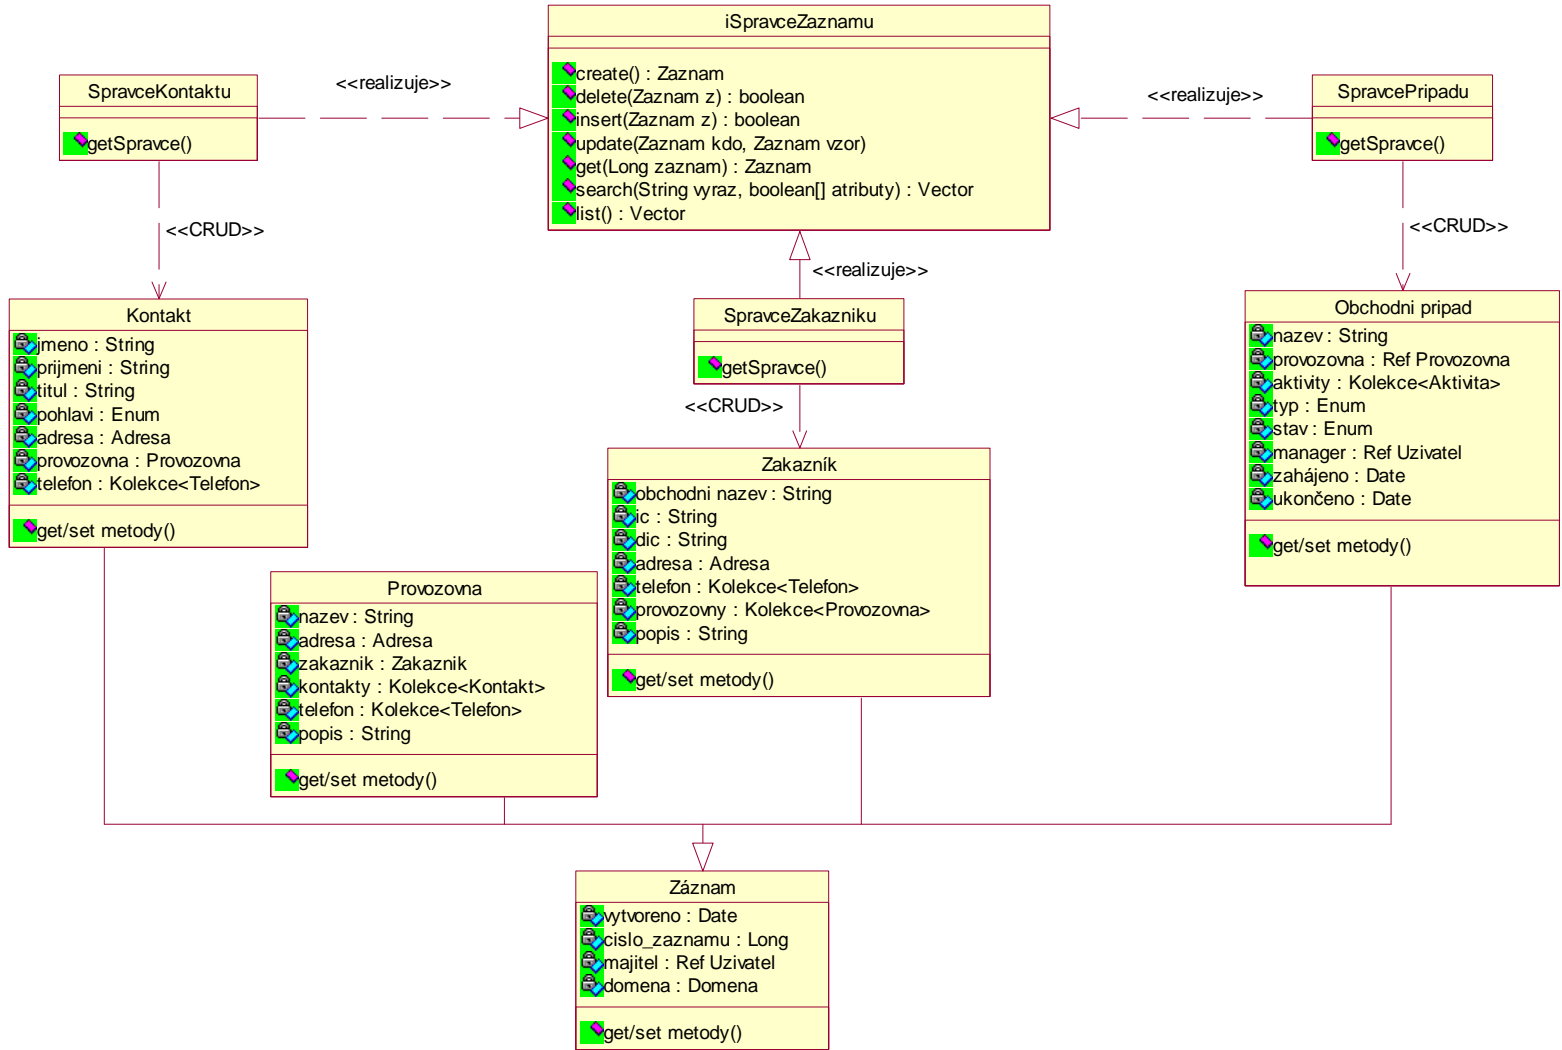 iSpravceZaznamu
create() : Zaznam
delete(Zaznam z) : boolean
insert(Zaznam z) : boolean
update(Zaznam kdo, Zaznam vzor)
get(Long zaznam) : Zaznam
search(String vyraz, boolean[] atributy) : Vector
list() : Vector
SpravceKontaktu
getSpravce()
<<realizuje>>
<<realizuje>>
SpravcePripadu
getSpravce()
<<CRUD>>
<<realizuje>>
<<CRUD>>
Kontakt
jmeno : String
prijmeni : String
titul : String
pohlavi : Enum
adresa : Adresa
provozovna : Provozovna
telefon : Kolekce<Telefon>
get/set metody()
SpravceZakazniku
getSpravce()
<<CRUD>>
Obchodni pripad
nazev : String
provozovna : Ref Provozovna
aktivity : Kolekce<Aktivita>
typ : Enum
stav : Enum
manager : Ref Uzivatel
zahájeno : Date
ukončeno : Date
get/set metody()
Zakazník
obchodni nazev : String
ic : String
dic : String
adresa : Adresa
telefon : Kolekce<Telefon>
provozovny : Kolekce<Provozovna>
popis : String
get/set metody()
Provozovna
nazev : String
adresa : Adresa
zakaznik : Zakaznik
kontakty : Kolekce<Kontakt>
telefon : Kolekce<Telefon>
popis : String
get/set metody()
Záznam
vytvoreno : Date
cislo_zaznamu : Long
majitel : Ref Uzivatel
domena : Domena
get/set metody()